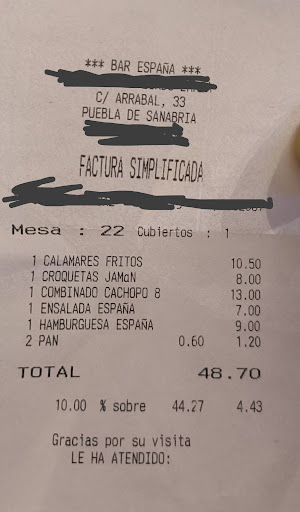 *** BAR ESPAÑA ***
C/ ARRABAL, 33
PUEBLA DE SANABRIA
FACTURA SIMPLIFICADA
Mesa : 22 Cubiertos : 1
1 CALAMARES FRITOS 10.50
1 CROQUETAS JAMaN 8.00
1 COMBINADO CACHOPO 8 13.00
1 ENSALADA ESPAÑA 7.00
1 HAMBURGUESA ESPAÑA 9.00
2 PAN 0.60 1.20
TOTAL 48.70
10.00 % sobre 44.27 4.43
Gracias por su visita
LE HA ATENDIDO: